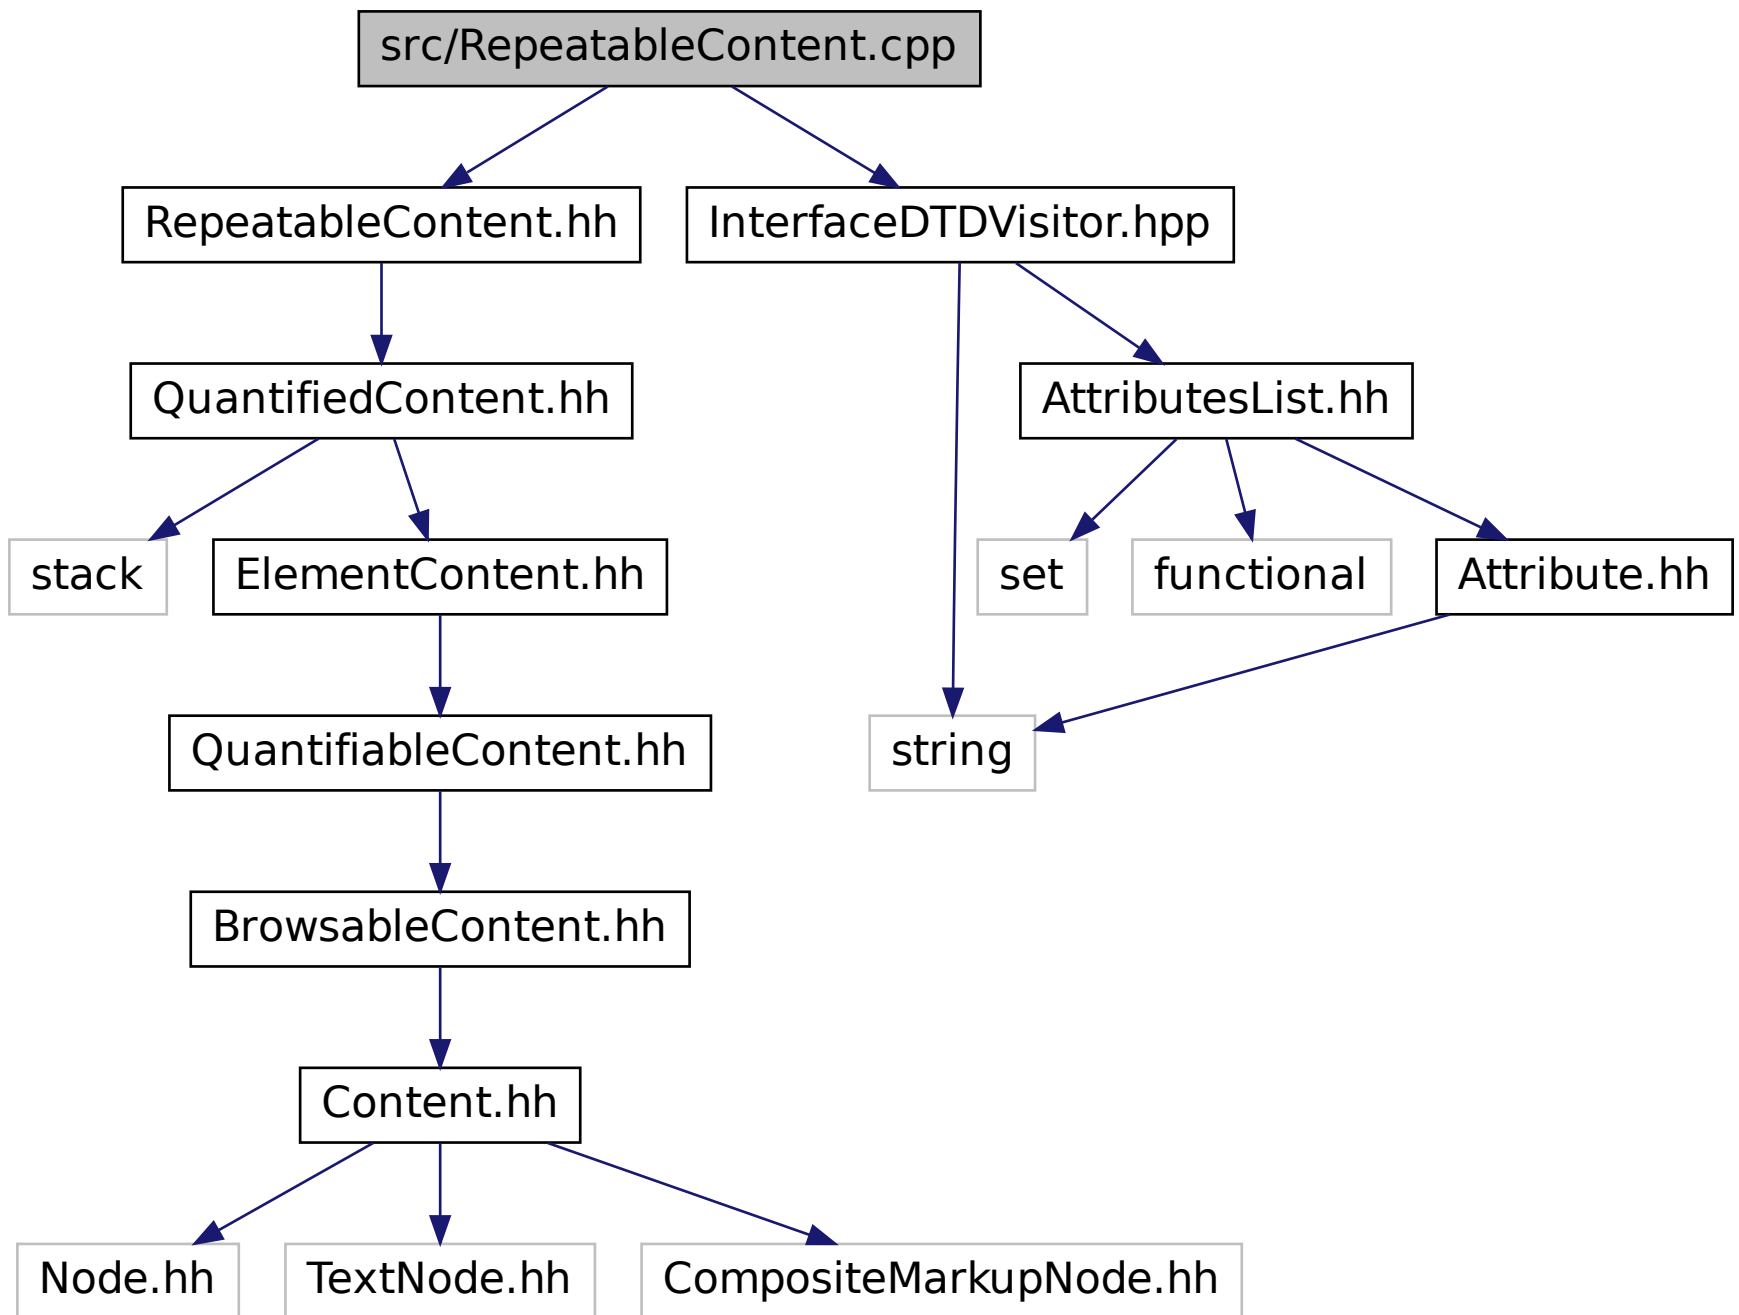 src/RepeatableContent.cpp
RepeatableContent.hh
InterfaceDTDVisitor.hpp
QuantifiedContent.hh
AttributesList.hh
stack
ElementContent.hh
set
functional
Attribute.hh
QuantifiableContent.hh
string
BrowsableContent.hh
Content.hh
Node.hh
TextNode.hh
CompositeMarkupNode.hh